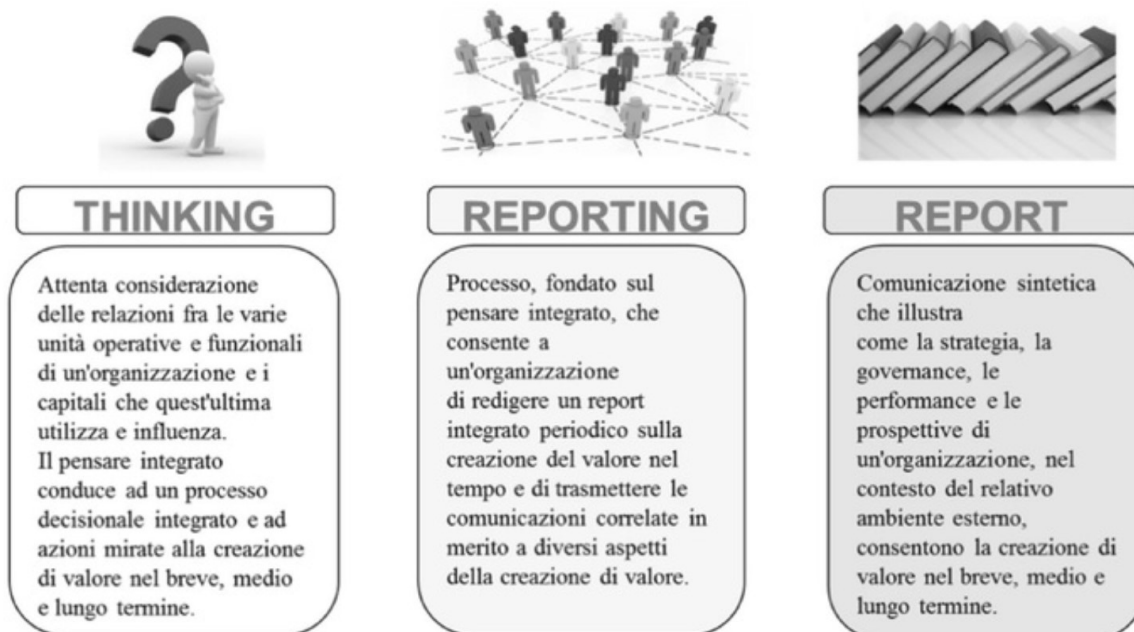 THINKING
Attenta considerazione
delle relazioni fra le varie
unità operative e funzionali
di un'organizzazione e i
capitali che quest'ultima
utilizza e influenza.
Il pensare integrato
conduce ad un processo
decisionale integrato e ad
azioni mirate alla creazione
di valore nel breve, medio
e lungo termine.
REPORTING
Processo, fondato sul
pensare integrato, che
consente a
un'organizzazione
di redigere un report
integrato periodico sulla
creazione del valore nel
tempo e di trasmettere le
comunicazioni correlate in
merito a diversi aspetti
della creazione di valore.
REPORT
Comunicazione sintetica
che illustra
come la strategia, la
governance, le
performance e le
prospettive di
un'organizzazione, nel
contesto del relativo
ambiente esterno,
consentono la creazione di
valore nel breve, medio e
lungo termine.